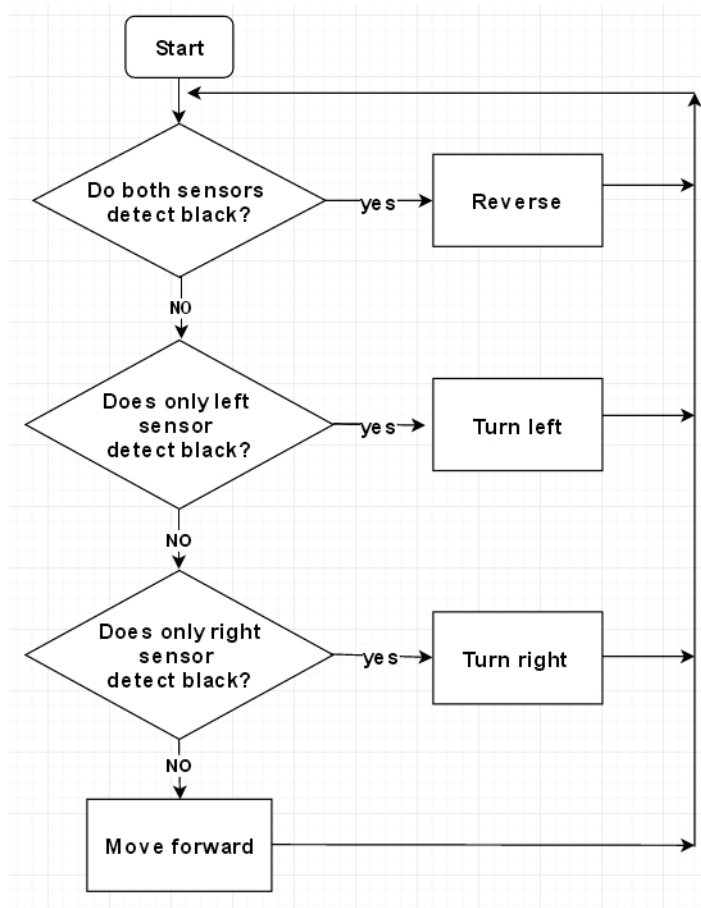 Start
Do both sensors
detect black?
yes
Reverse
NO
Does only left
sensor
detect black?
yes
Turn left
NO
Does only right
sensor
detect black?
yes
Turn right
NO
Move forward